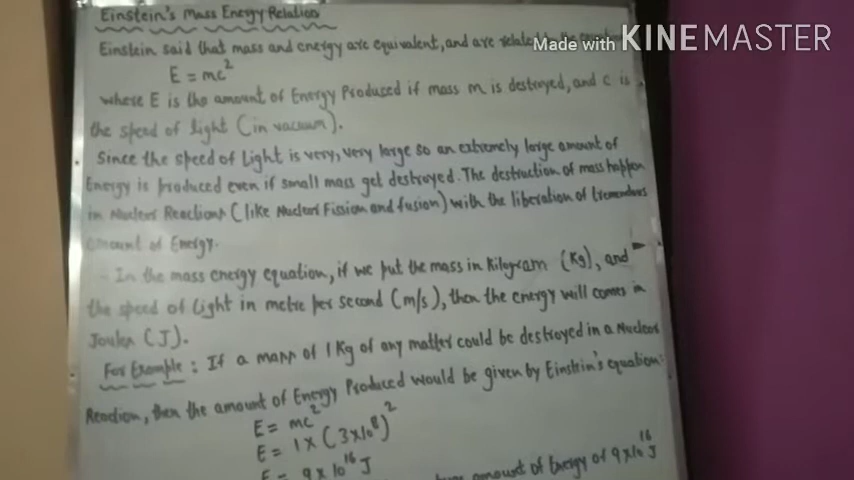 Einstein's Mass Energy Relation
Made with KINEMASTER
Einstein said that mass and energy are equivalent, and are related
E = mc²
where E is the amount of Energy Produced if mass m is destroyed, and c is
the speed of light (in vacuum).
Since the speed of Light is very, very large so an extremely large amount of
Energy is produced even if small mass get destroyed. The destruction of mass happen
in Nuclear Reactions (like Nuclear Fission and fusion) with the liberation of tremendous
amount of Energy.
- In the mass energy equation, if we put the mass in Kilogram (Kg), and
the speed of light in metre per second (m/s), then the energy will comes in
Joules (J).
For Example : If a mass of 1 Kg of any matter could be destroyed in a Nuclear
Reaction, then the amount of Energy Produced would be given by Einstein's equation:
E = mc²
E = 1 × (3×10⁸)²
E = 9 × 10¹⁶ J
amount of Energy of 9×10¹⁶ J